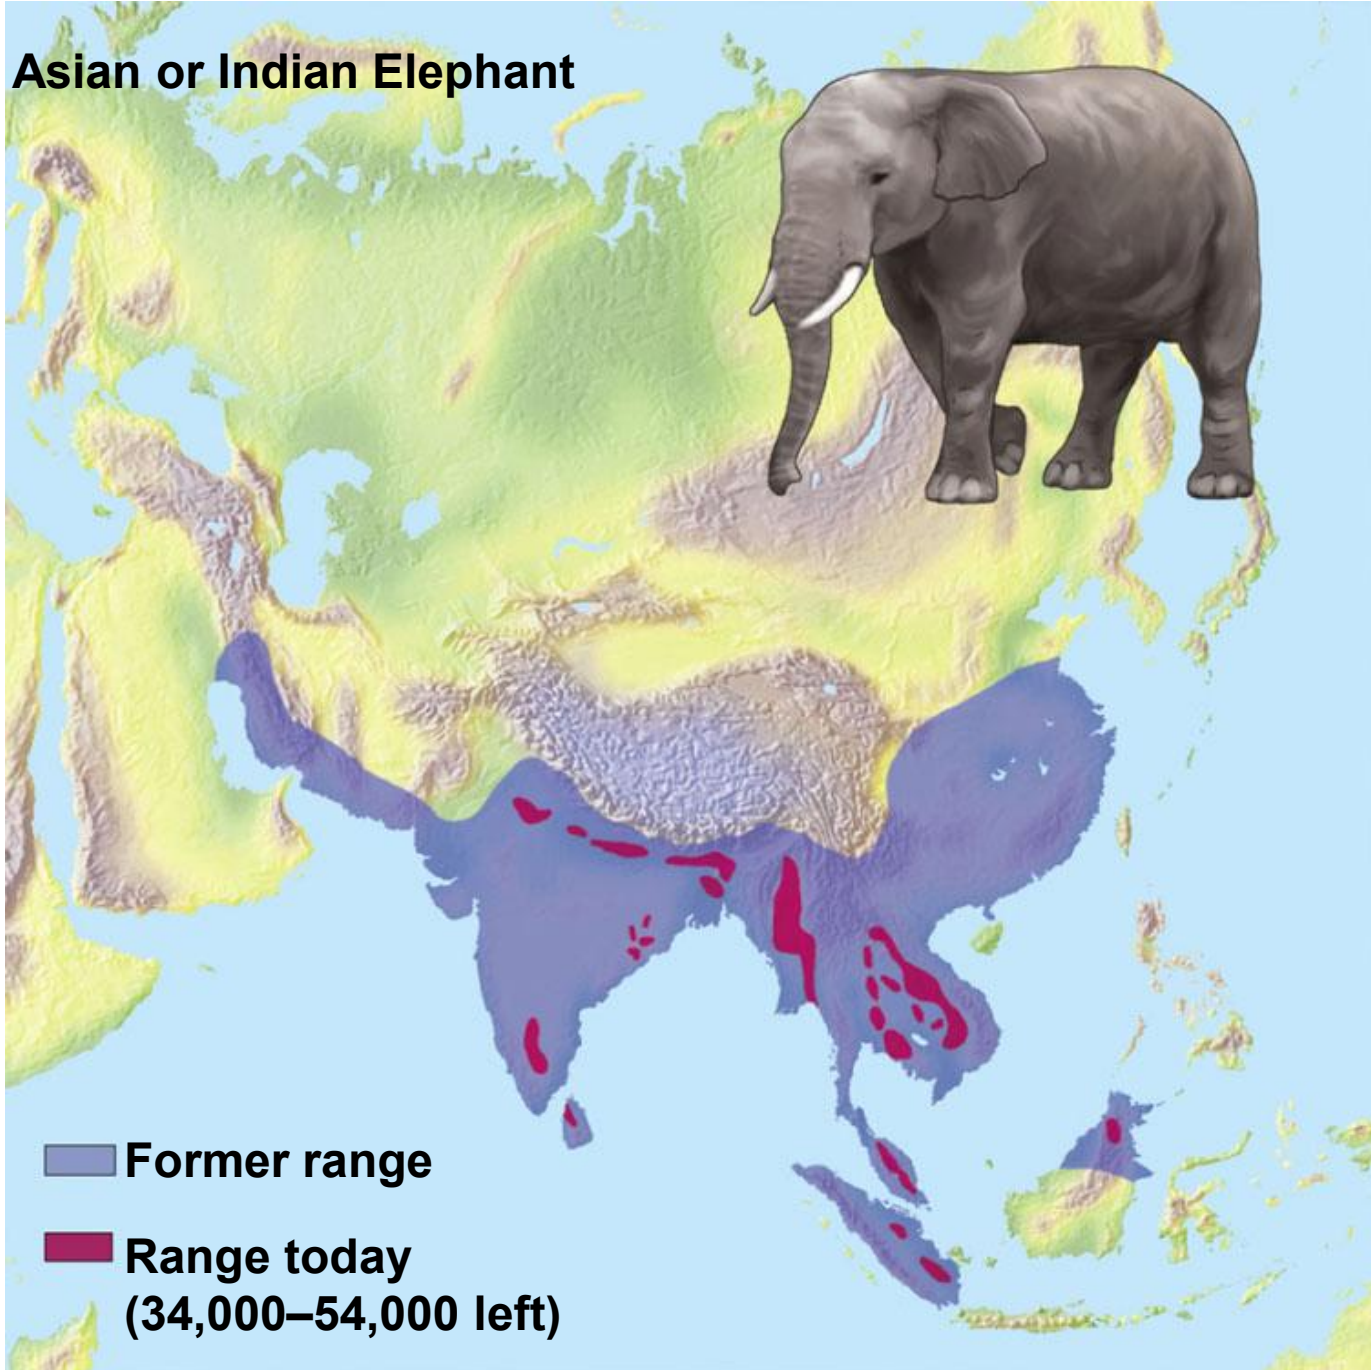 Asian or Indian Elephant
Former range
Range today
(34,000–54,000 left)